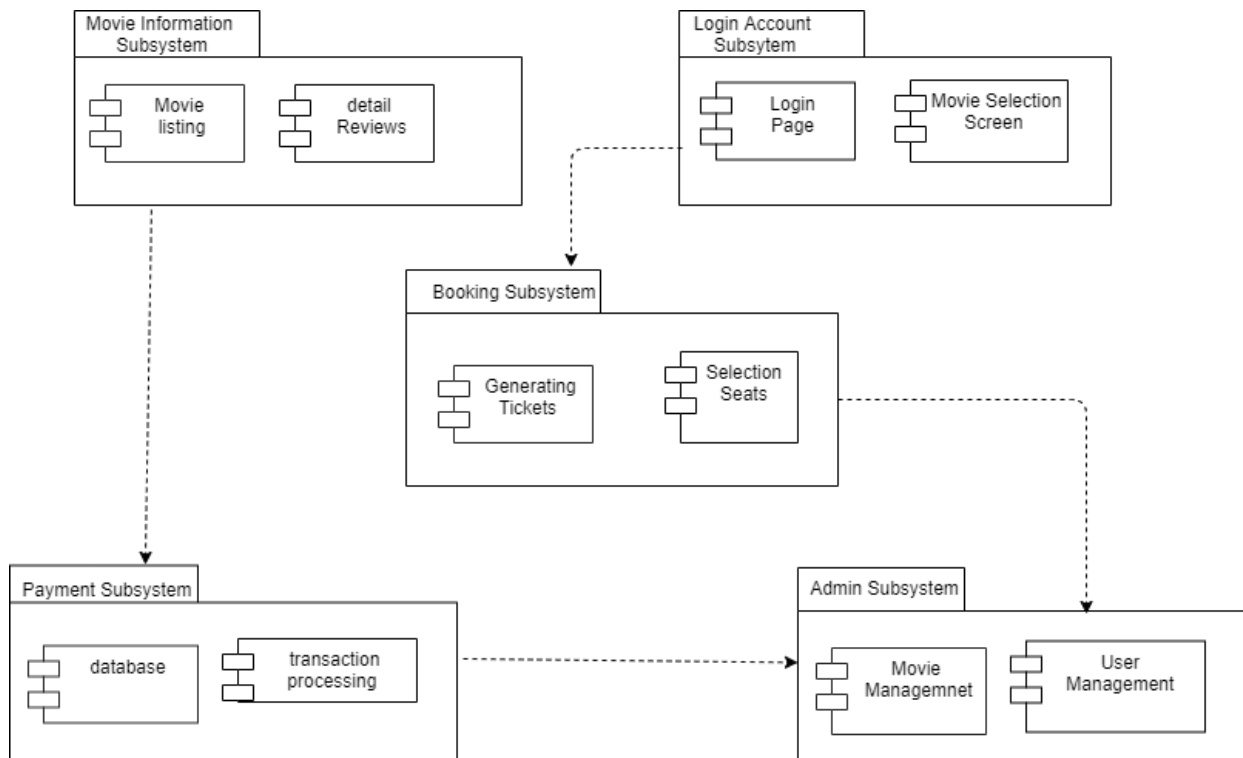 Movie Information
Subsystem
Movie
listing
detail
Reviews
Login Account
Subsytem
Login
Page
Movie Selection
Screen
Booking Subsystem
Generating
Tickets
Selection
Seats
Payment Subsystem
database
transaction
processing
Admin Subsystem
Movie
Managemnet
User
Management